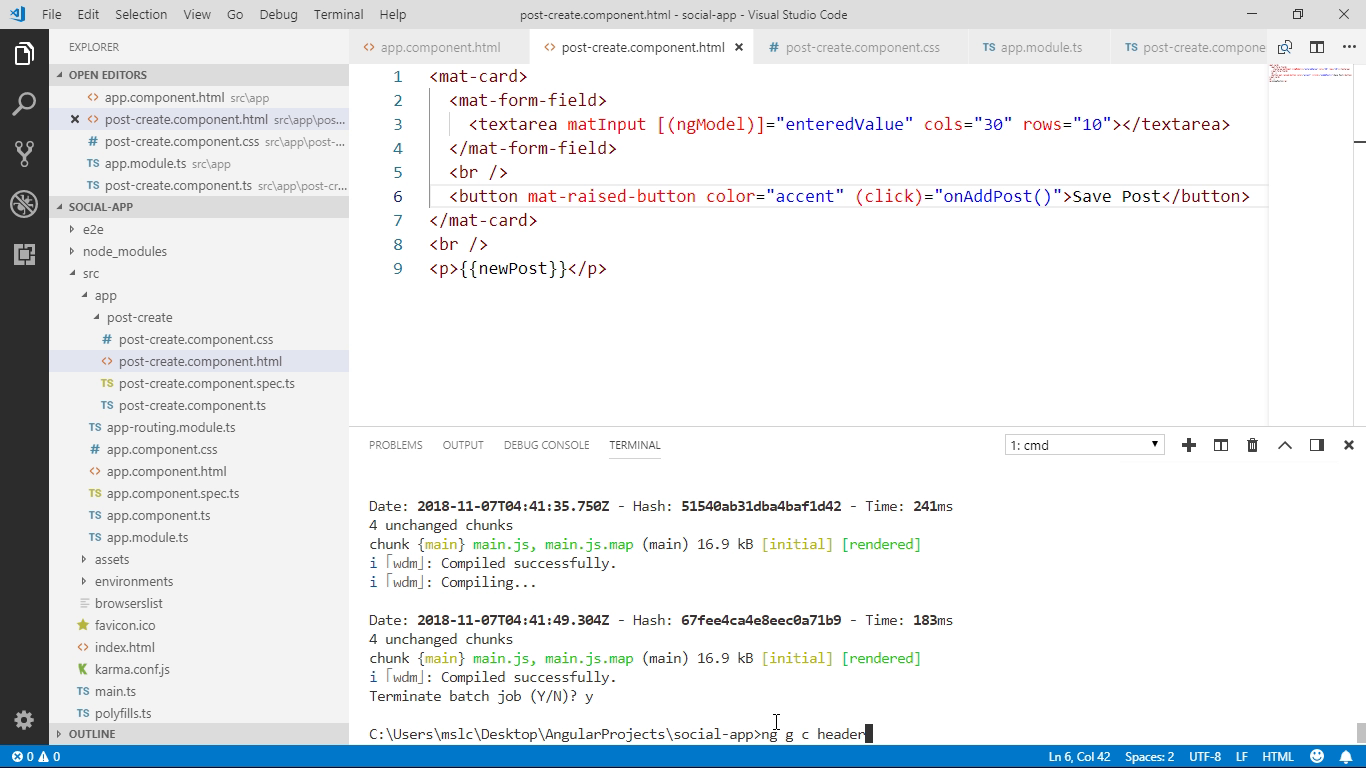 File Edit Selection View Go Debug Terminal Help
post-create.component.html - social-app - Visual Studio Code
EXPLORER
OPEN EDITORS
app.component.html src\app
post-create.component.html src\app\pos...
post-create.component.css src\app\post-...
TS app.module.ts src\app
TS post-create.component.ts src\app\post-cr...
SOCIAL-APP
e2e
node_modules
src
app
post-create
# post-create.component.css
<> post-create.component.html
TS post-create.component.spec.ts
TS post-create.component.ts
TS app-routing.module.ts
# app.component.css
<> app.component.html
TS app.component.spec.ts
TS app.component.ts
TS app.module.ts
assets
environments
browserslist
favicon.ico
<> index.html
karma.conf.js
TS main.ts
TS polyfills.ts
OUTLINE
<> app.component.html
<> post-create.component.html
# post-create.component.css
TS app.module.ts
TS post-create.compone
1 <mat-card>
2 <mat-form-field>
3 <textarea matInput [(ngModel)]="enteredValue" cols="30" rows="10"></textarea>
4 </mat-form-field>
5 <br />
6 <button mat-raised-button color="accent" (click)="onAddPost()">Save Post</button>
7 </mat-card>
8 <br />
9 <p>{{newPost}}</p>
PROBLEMS OUTPUT DEBUG CONSOLE TERMINAL
1: cmd
Date: 2018-11-07T04:41:35.750Z - Hash: 51540ab31dba4baf1d42 - Time: 241ms
4 unchanged chunks
chunk {main} main.js, main.js.map (main) 16.9 kB [initial] [rendered]
i ｢wdm｣: Compiled successfully.
i ｢wdm｣: Compiling...
Date: 2018-11-07T04:41:49.304Z - Hash: 67fee4ca4e8eec0a71b9 - Time: 183ms
4 unchanged chunks
chunk {main} main.js, main.js.map (main) 16.9 kB [initial] [rendered]
i ｢wdm｣: Compiled successfully.
Terminate batch job (Y/N)? y
C:\Users\mslc\Desktop\AngularProjects\social-app>ng g c header
0 0
Ln 6, Col 42 Spaces: 2 UTF-8 LF HTML